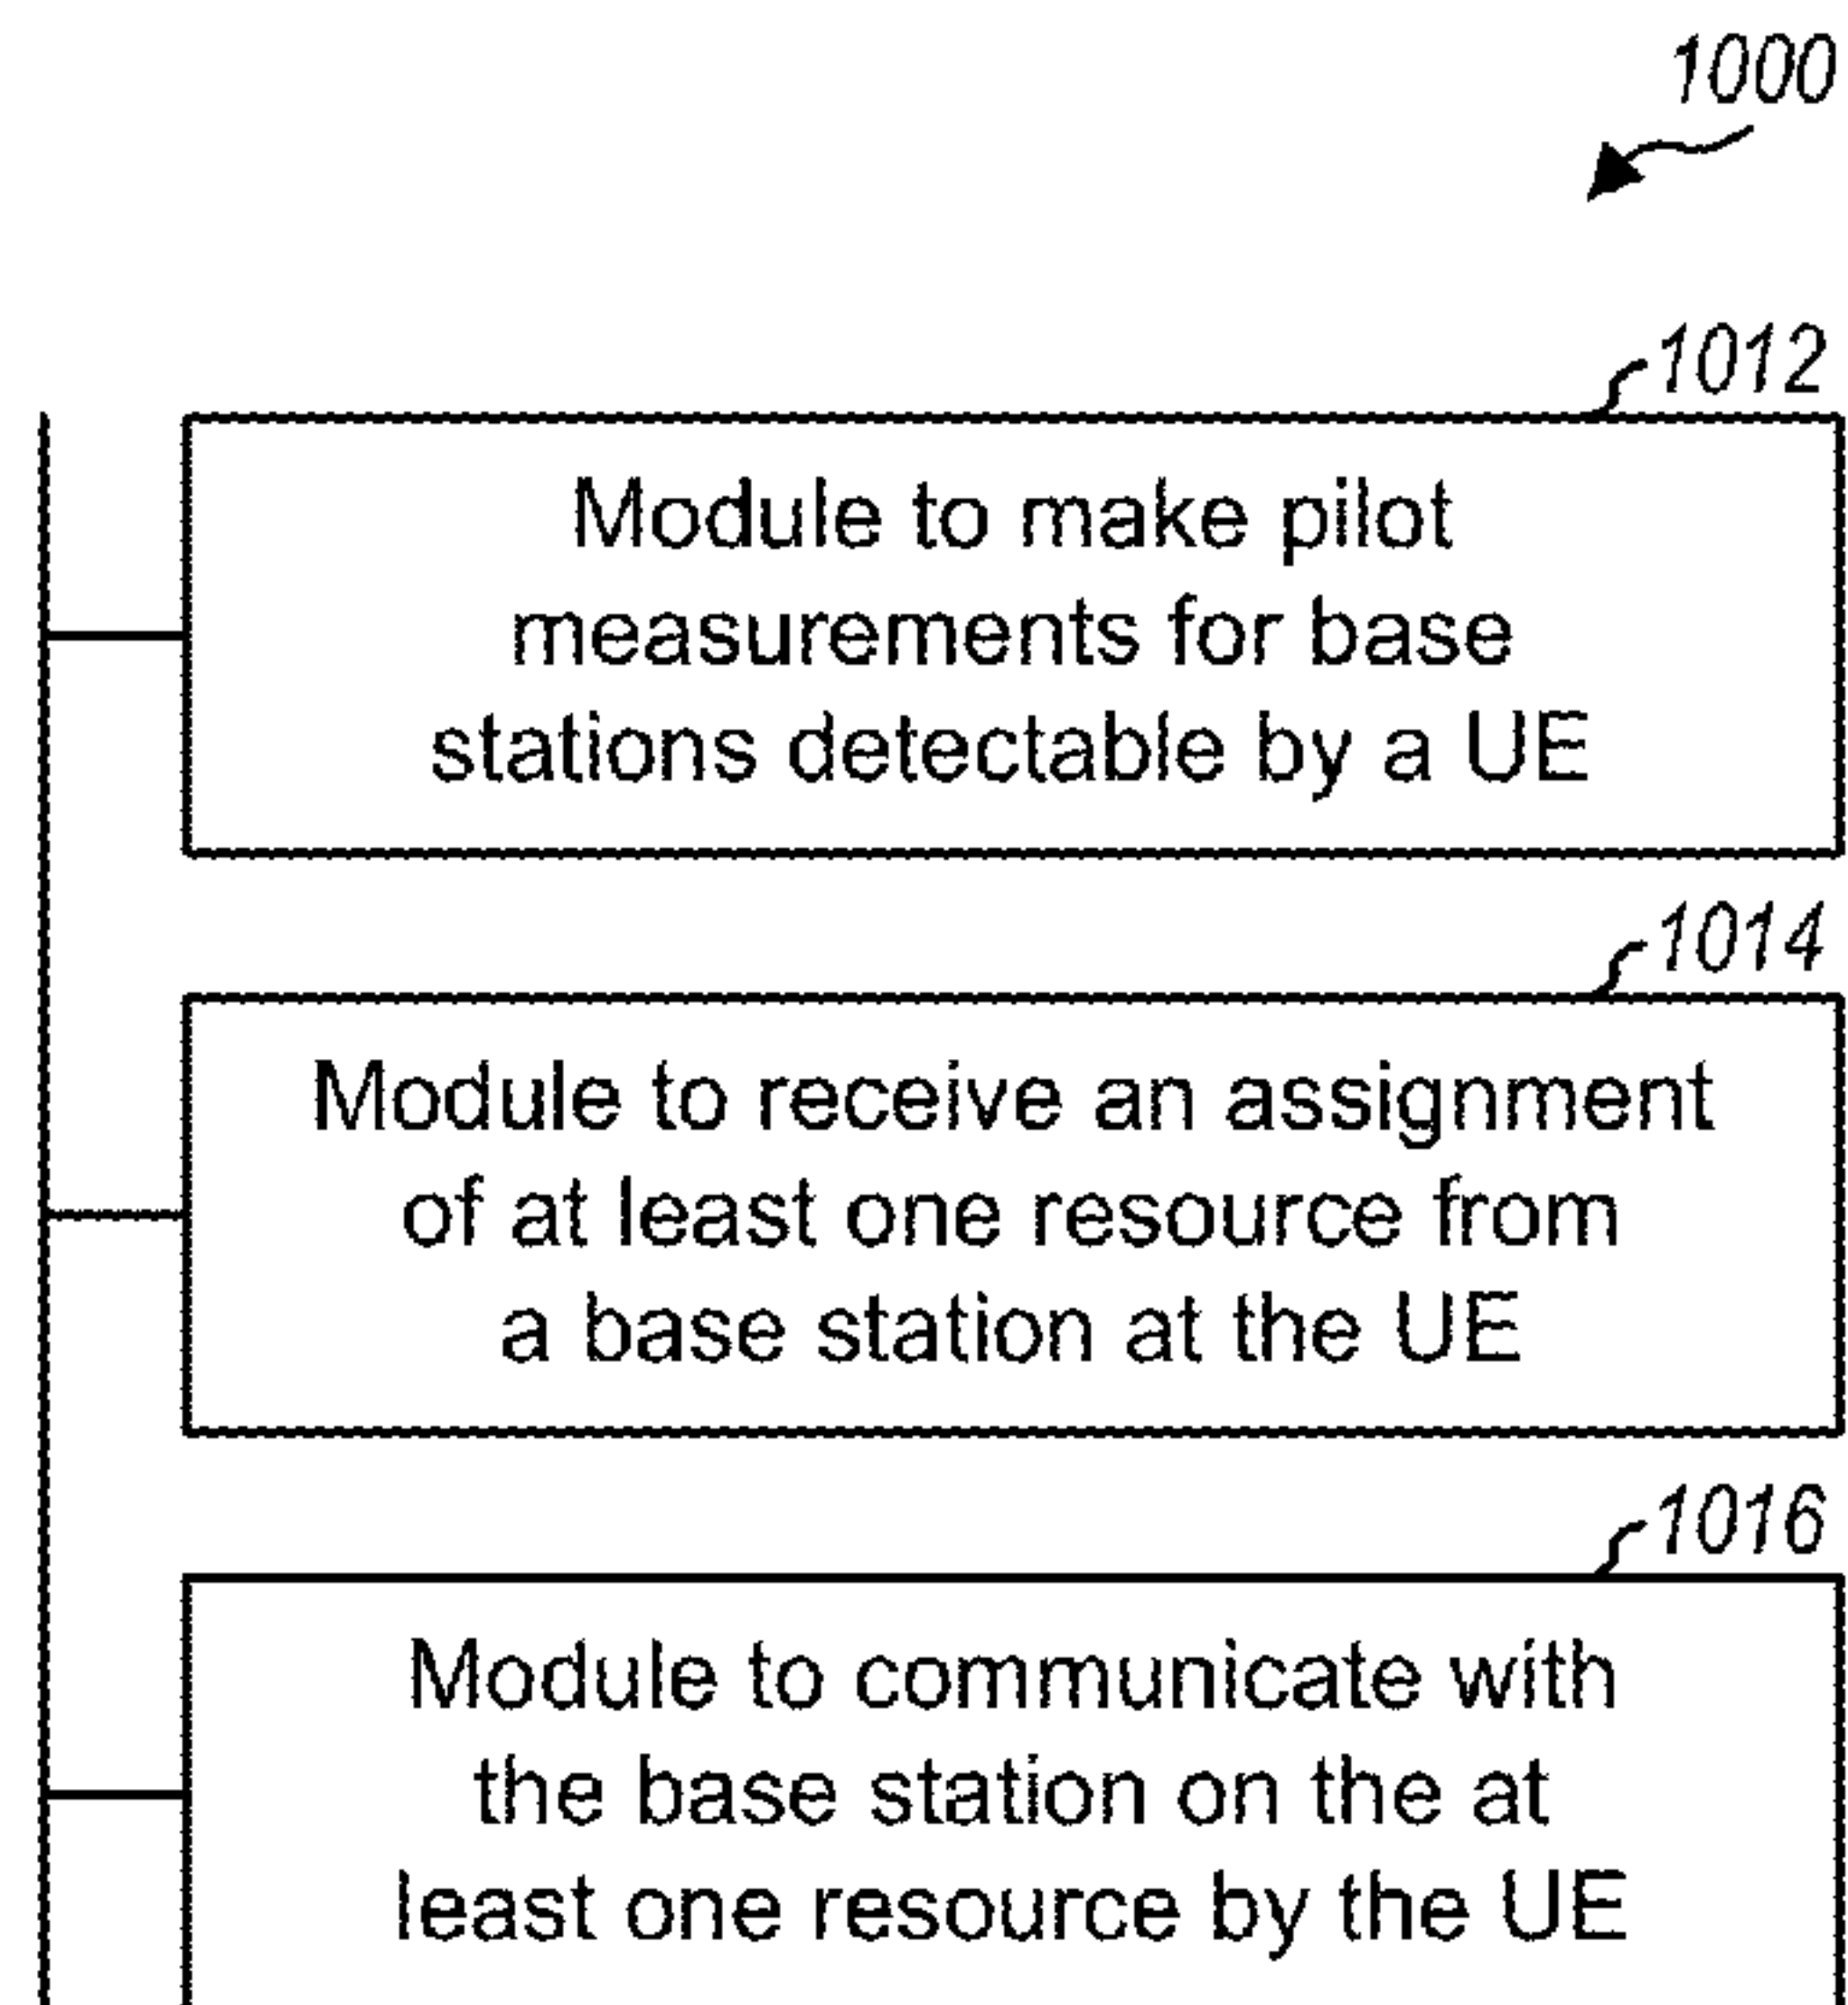 1000
1012
Module to make pilot
measurements for base
stations detectable by a UE
1014
Module to receive an assignment
of at least one resource from
a base station at the UE
1016
Module to communicate with
the base station on the at
least one resource by the UE